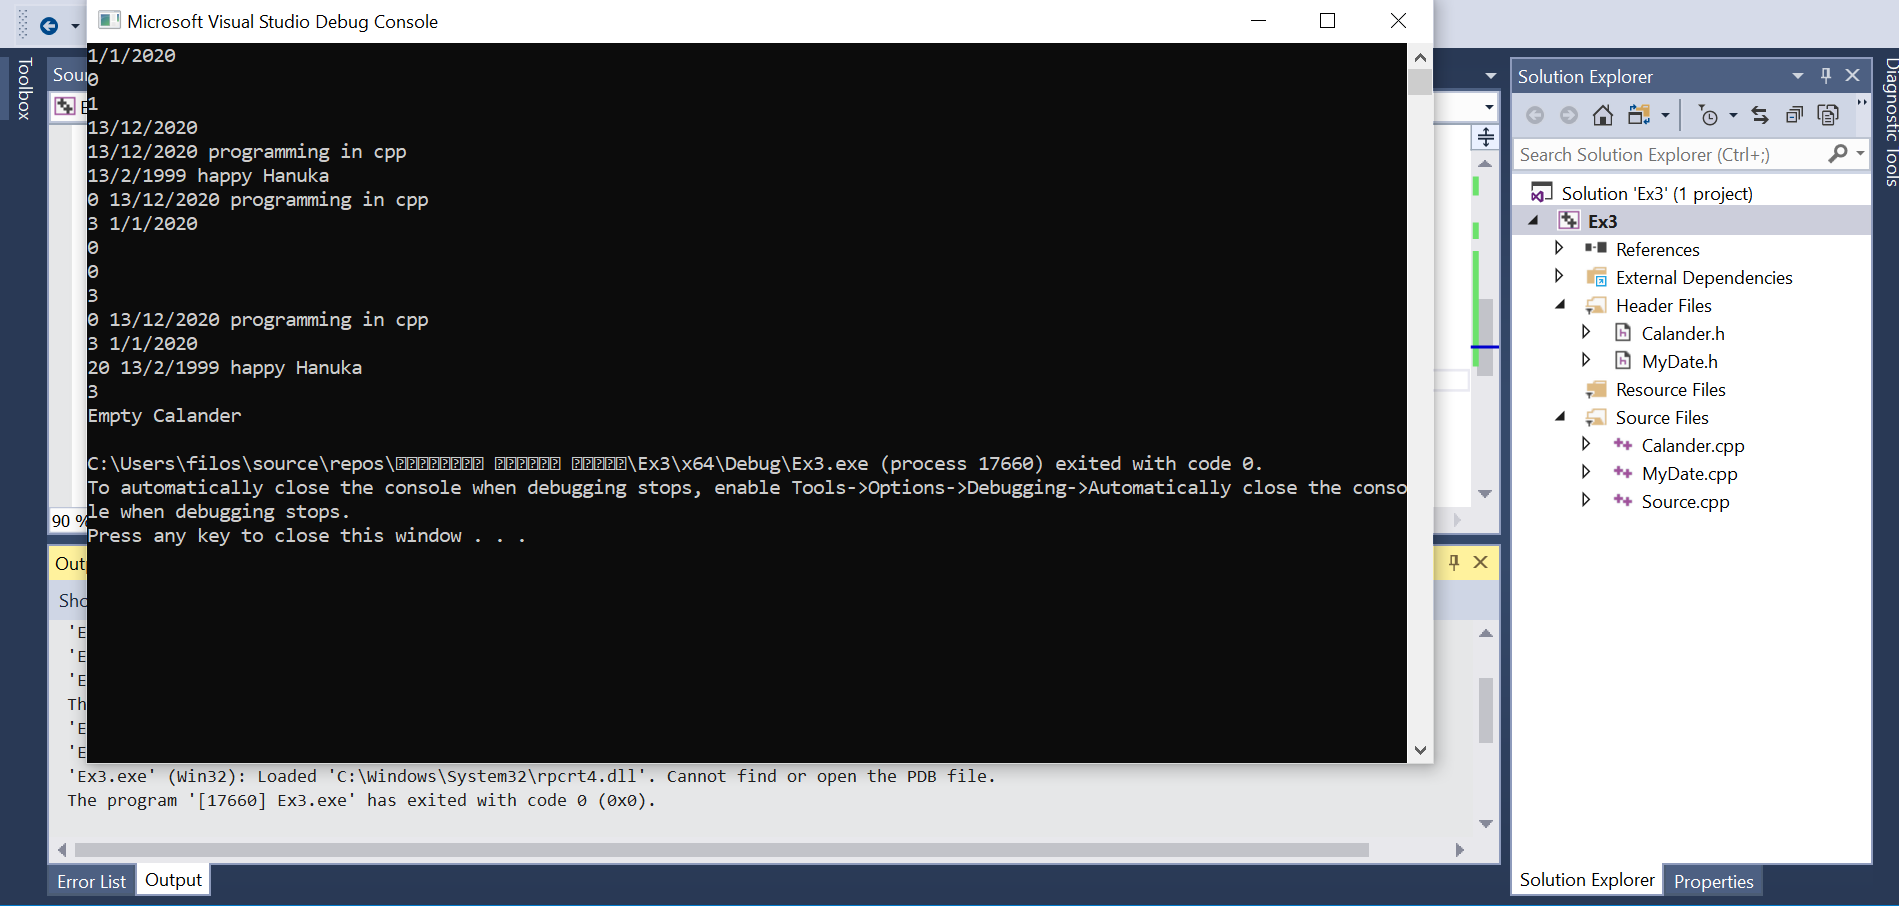 Microsoft Visual Studio Debug Console
1/1/2020
0
1
13/12/2020
13/12/2020 programming in cpp
13/2/1999 happy Hanuka
0 13/12/2020 programming in cpp
3 1/1/2020
0
0
3
0 13/12/2020 programming in cpp
3 1/1/2020
20 13/2/1999 happy Hanuka
3
Empty Calander
C:\Users\filos\source\repos\ \Ex3\x64\Debug\Ex3.exe (process 17660) exited with code 0.
To automatically close the console when debugging stops, enable Tools->Options->Debugging->Automatically close the conso
le when debugging stops.
Press any key to close this window . . .
Toolbox
Sou
90 %
Out
Sho
'E
'E
'E
Th
'E
'E
'Ex3.exe' (Win32): Loaded 'C:\Windows\System32\rpcrt4.dll'. Cannot find or open the PDB file.
The program '[17660] Ex3.exe' has exited with code 0 (0x0).
Error List
Output
Solution Explorer
Search Solution Explorer (Ctrl+;)
Solution 'Ex3' (1 project)
Ex3
References
External Dependencies
Header Files
Calander.h
MyDate.h
Resource Files
Source Files
Calander.cpp
MyDate.cpp
Source.cpp
Solution Explorer
Properties
Diagnostic Tools